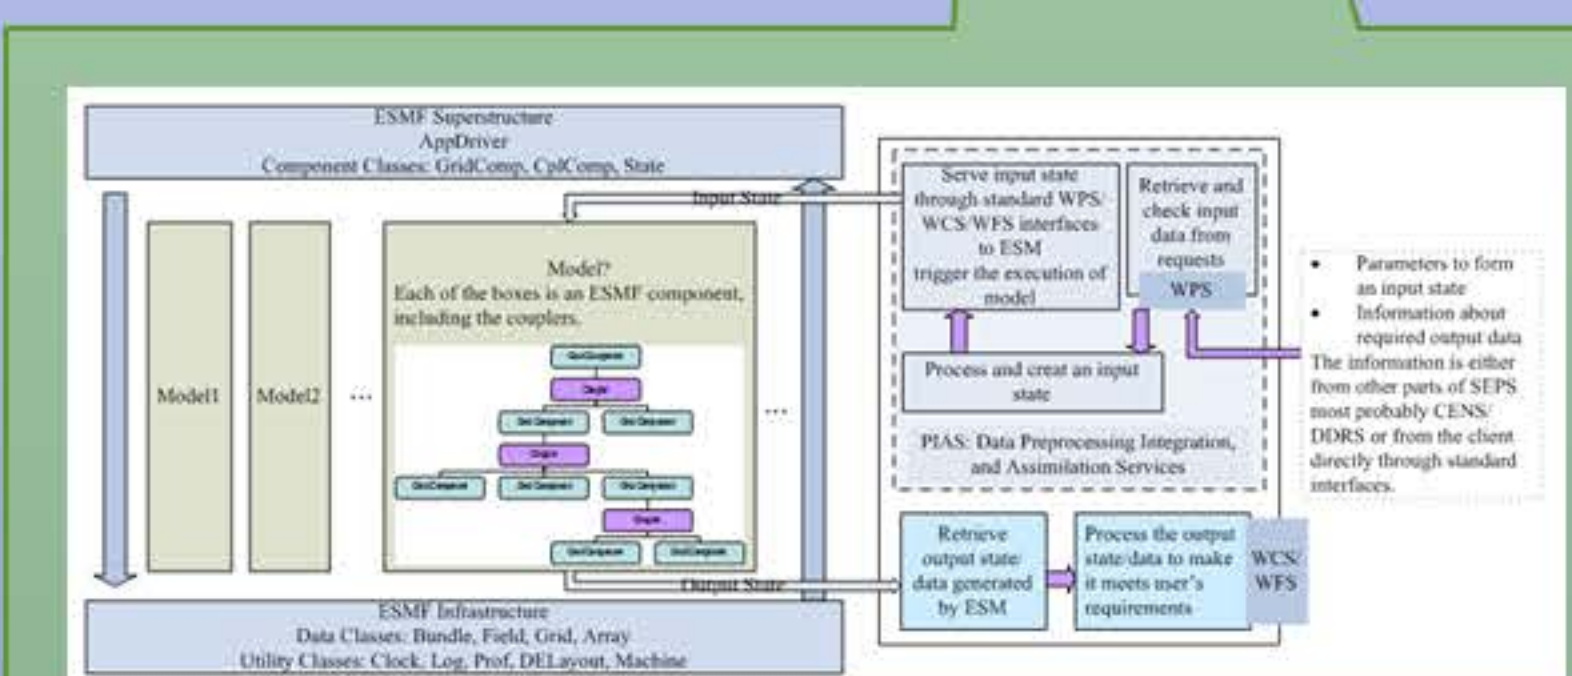 ESMF Superstructure
AppDriver
Component Classes: GridComp, CplComp, State
Input State
Model1
Model2
...
Model?
Each of the boxes is an ESMF component,
including the couplers.
...
Output State
ESMF Infrastructure
Data Classes: Bundle, Field, Grid, Array
Utility Classes: Clock, Log, Prof, DELayout, Machine
Serve input state
through standard WPS/
WCS/WFS interfaces
to ESM
trigger the execution of
model
Retrieve and
check input
data from
requests
WPS
Process and creat an input
state
PIAS: Data Preprocessing Integration,
and Assimilation Services
Retrieve
output state/
data generated
by ESM
Process the output
state/data to make
it meets user's
requirements
WCS/
WFS
• Parameters to form
an input state
• Information about
required output data
The information is either
from other parts of SEPS
most probably CENS/
DDRS or from the client
directly through standard
interfaces.